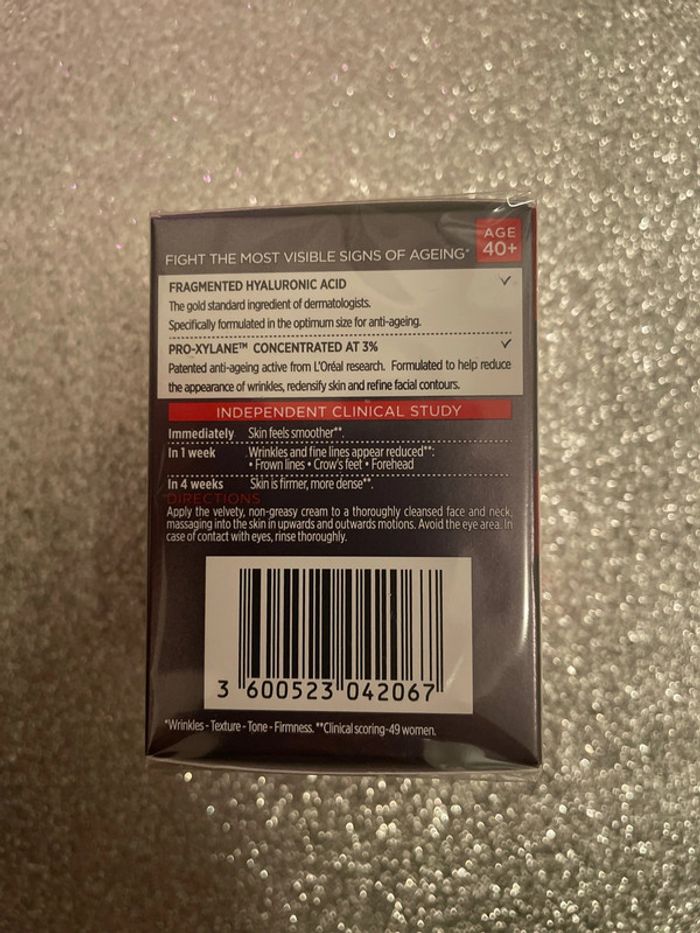 AGE
40+
FIGHT THE MOST VISIBLE SIGNS OF AGEING*
FRAGMENTED HYALURONIC ACID ✓
The gold standard ingredient of dermatologists.
Specifically formulated in the optimum size for anti-ageing.
PRO-XYLANE™ CONCENTRATED AT 3% ✓
Patented anti-ageing active from L'Oréal research. Formulated to help reduce
the appearance of wrinkles, redensify skin and refine facial contours.
INDEPENDENT CLINICAL STUDY
Immediately Skin feels smoother**.
In 1 week Wrinkles and fine lines appear reduced**:
• Frown lines • Crow's feet • Forehead
In 4 weeks Skin is firmer, more dense**.
DIRECTIONS
Apply the velvety, non-greasy cream to a thoroughly cleansed face and neck,
massaging into the skin in upwards and outwards motions. Avoid the eye area. In
case of contact with eyes, rinse thoroughly.
3 600523 042067
*Wrinkles - Texture - Tone - Firmness. **Clinical scoring-49 women.